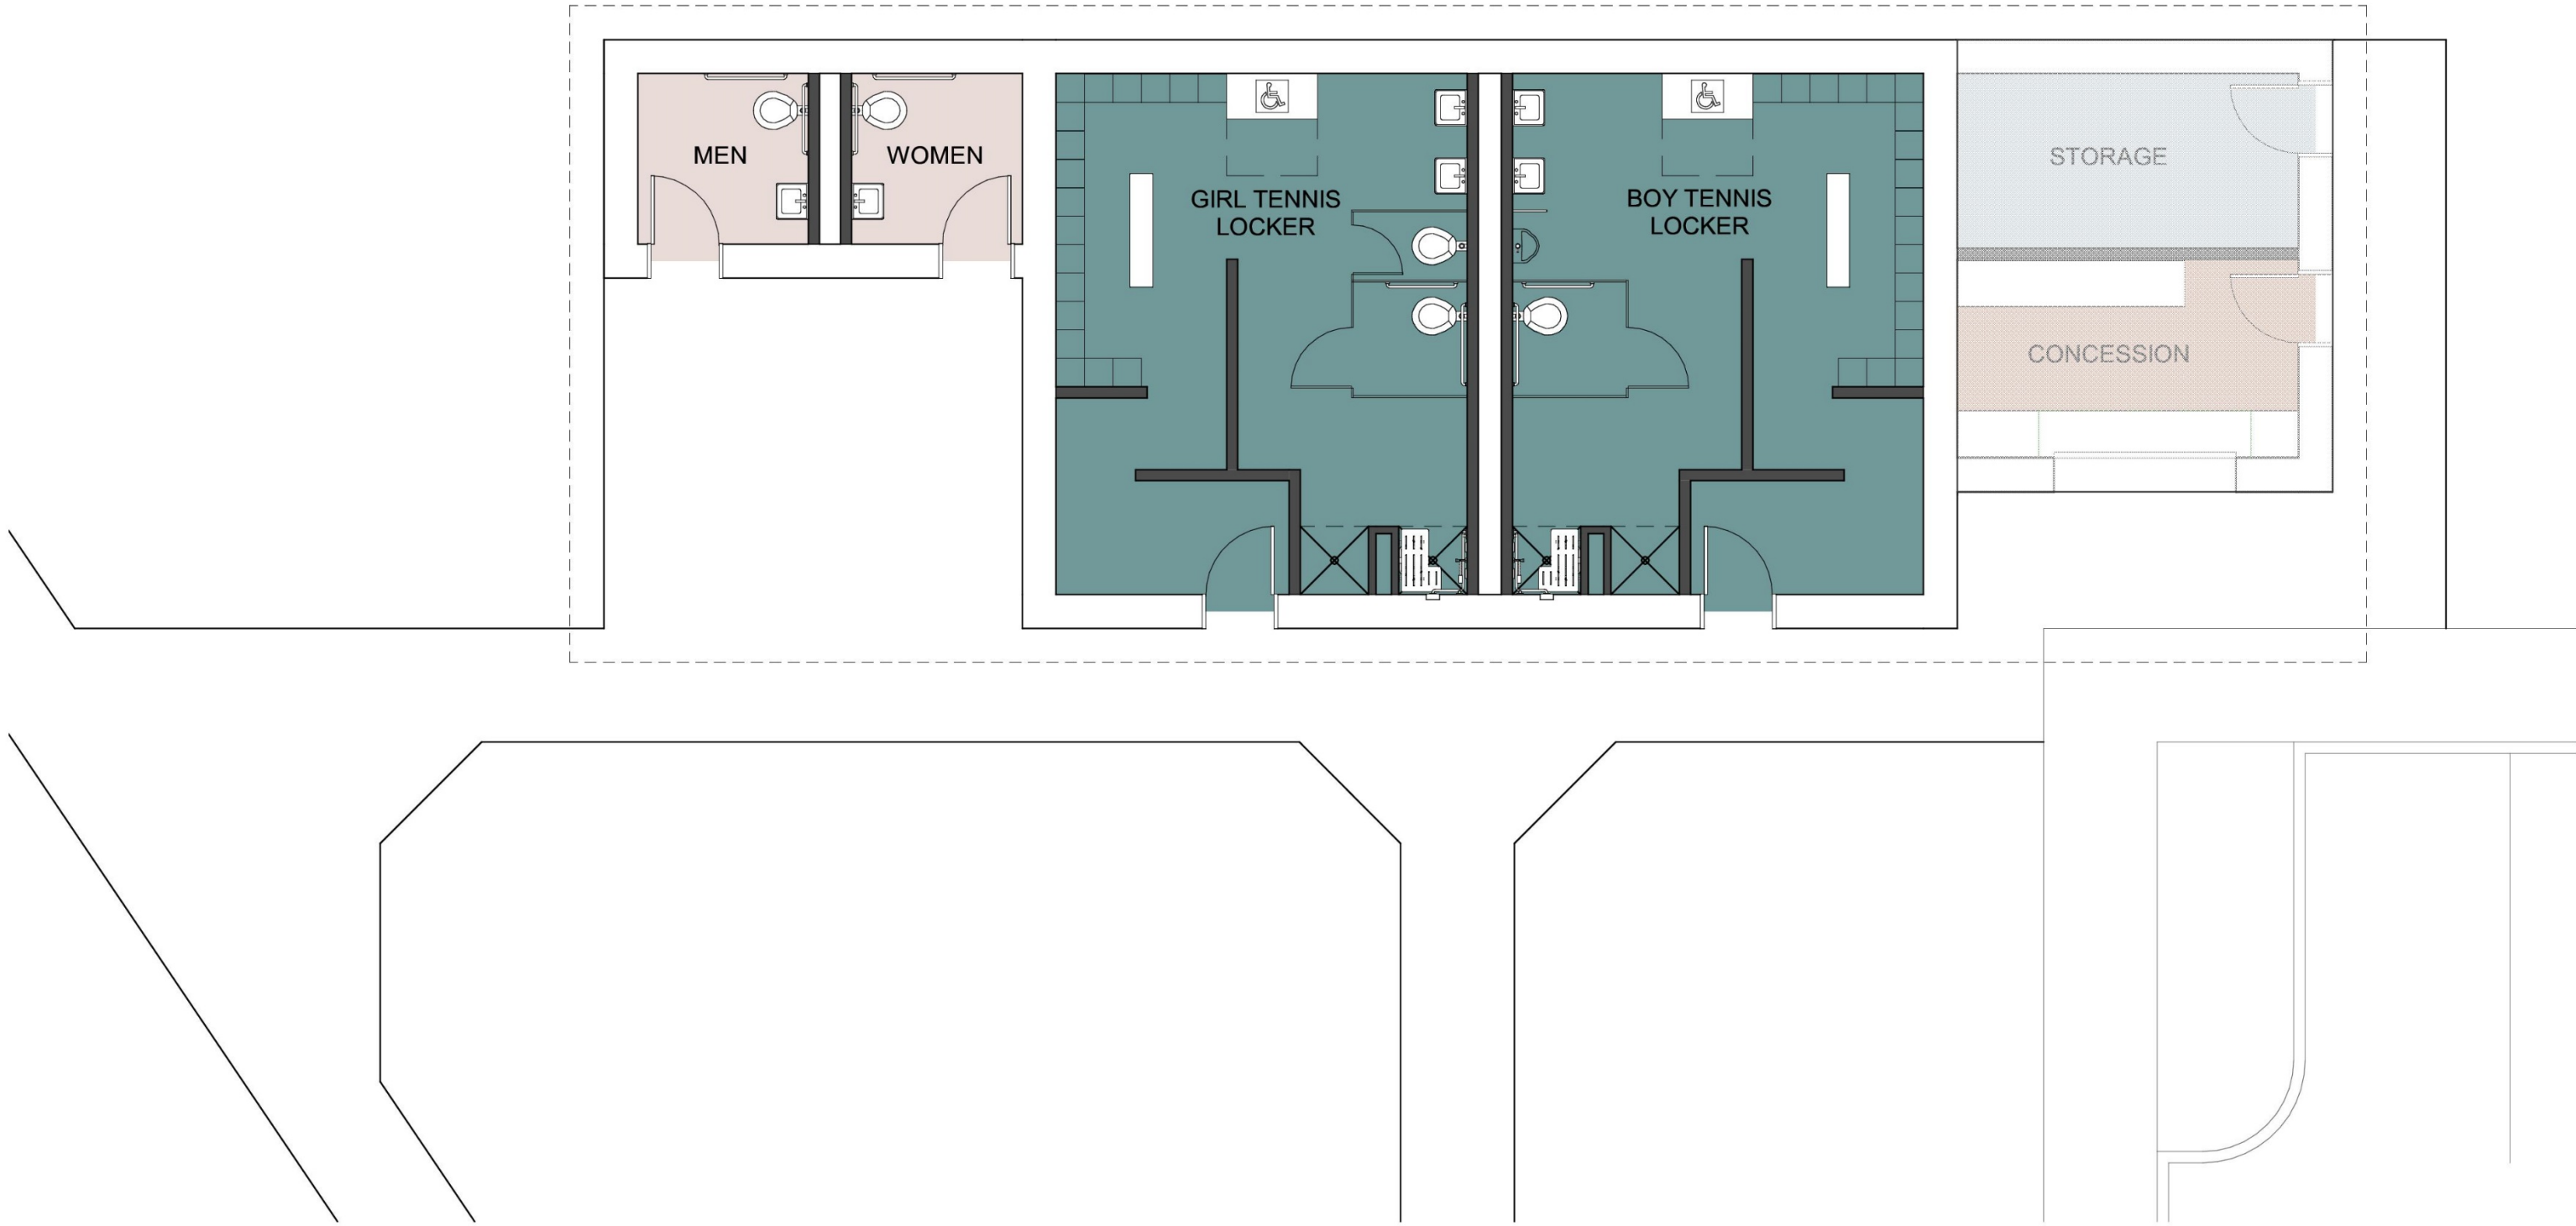 MEN
WOMEN
GIRL TENNIS
LOCKER
BOY TENNIS
LOCKER
STORAGE
CONCESSION